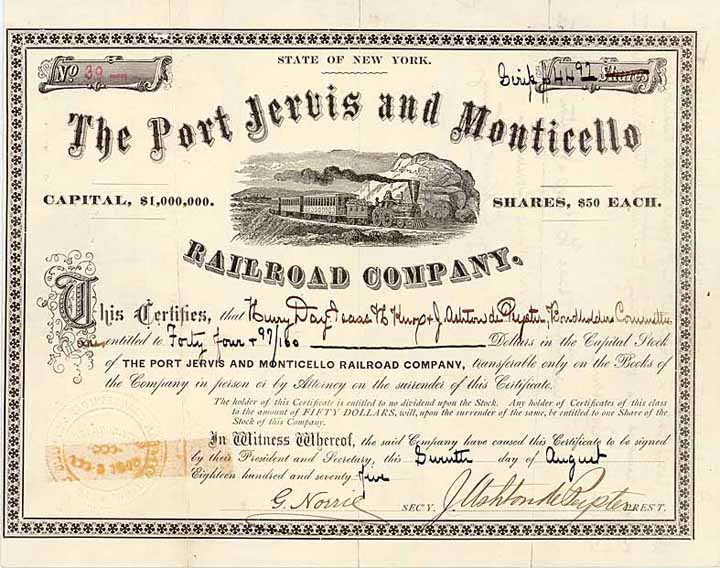 STATE OF NEW YORK.
No 39
Scrip $44 97
Shares
The Port Jervis and Monticello
CAPITAL, $1,000,000.
SHARES, $50 EACH.
RAILROAD COMPANY.
This Certifies, that Henry Day, Isaac H Knox & J. Ashton de Peyster, Bondholders Committee
are entitled to Forty four & 97/100 Dollars in the Capital Stock
of THE PORT JERVIS AND MONTICELLO RAILROAD COMPANY, transferable only on the Books of
the Company in person or by Attorney on the surrender of this Certificate.
The holder of this Certificate is entitled to no dividend upon the Stock. Any holder of Certificates of this class
to the amount of FIFTY DOLLARS, will, upon the surrender of the same, be entitled to one Share of the
Stock of this Company.
In Witness Whereof, the said Company have caused this Certificate to be signed
by their President and Secretary, this day of August
Eighteen hundred and seventy five
G. Norrie SEC'Y. J. Ashton de Peyster PREST.